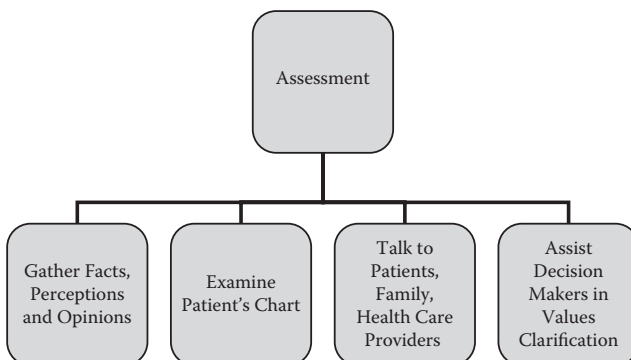 Assessment
Gather Facts,
Perceptions
and Opinions
Examine
Patient’s Chart
Talk to
Patients,
Family,
Health Care
Providers
Assist
Decision
Makers in
Values
Clarification